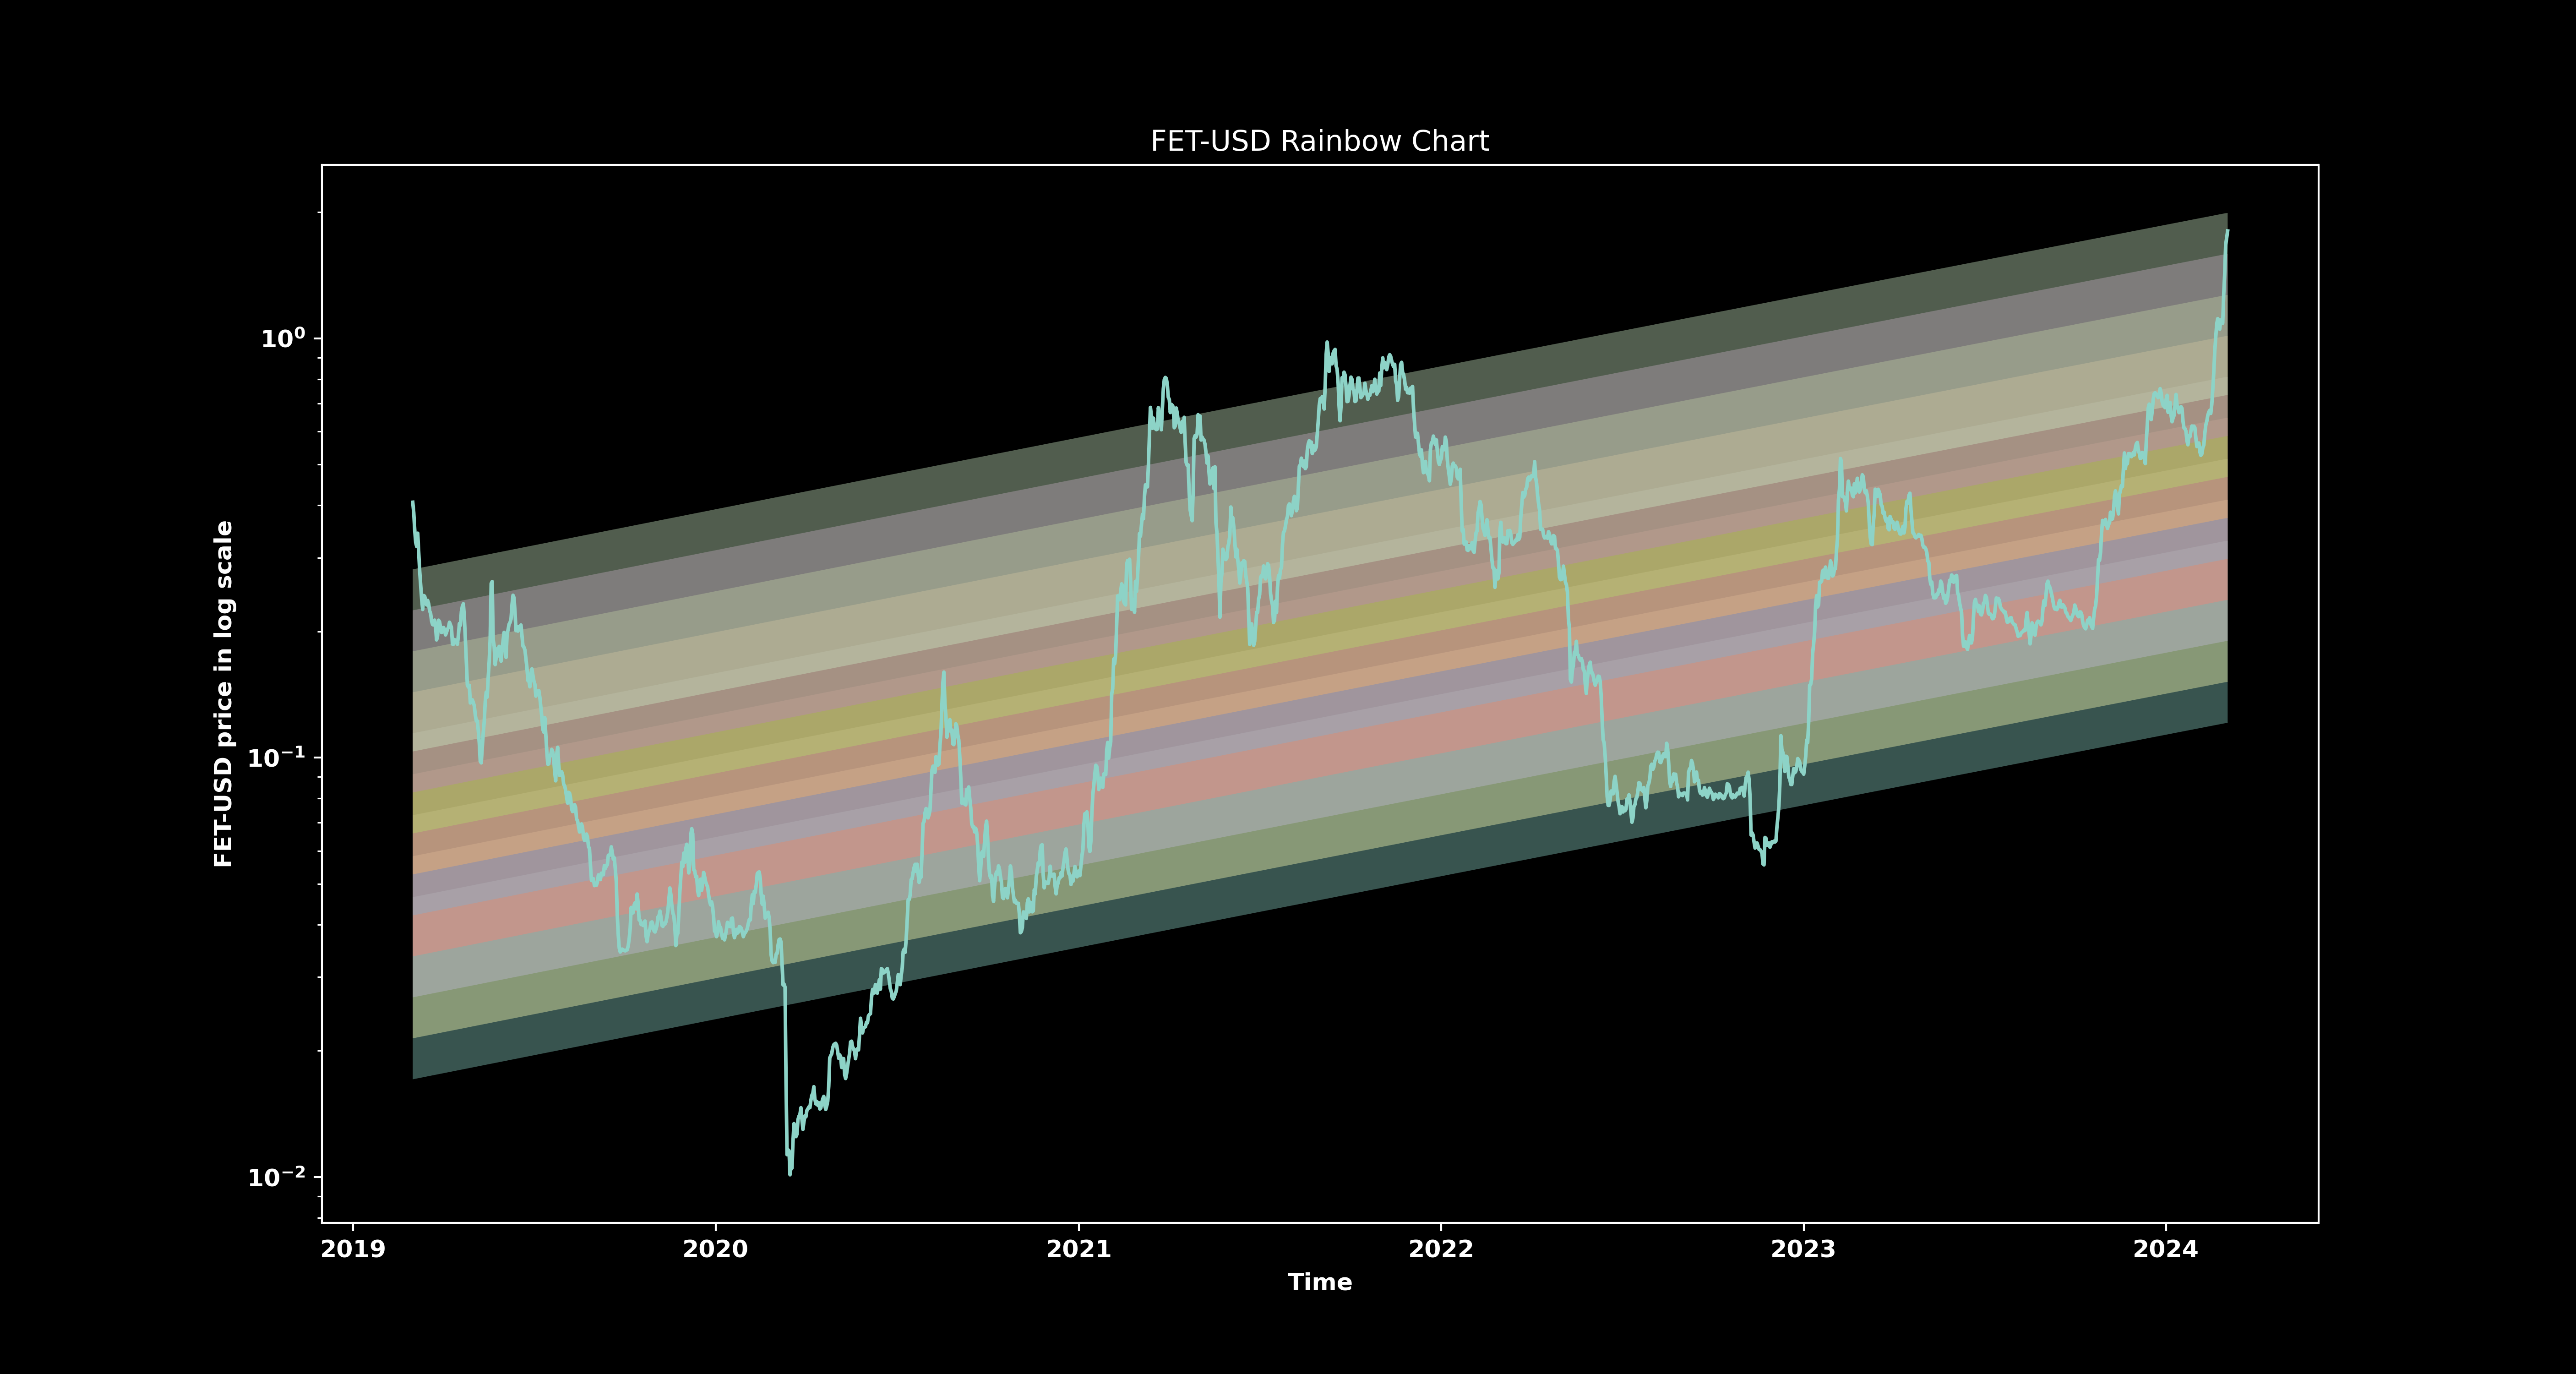 FET-USD Rainbow Chart
FET-USD price in log scale
10⁰
10⁻¹
10⁻²
2019 2020 2021 2022 2023 2024
Time